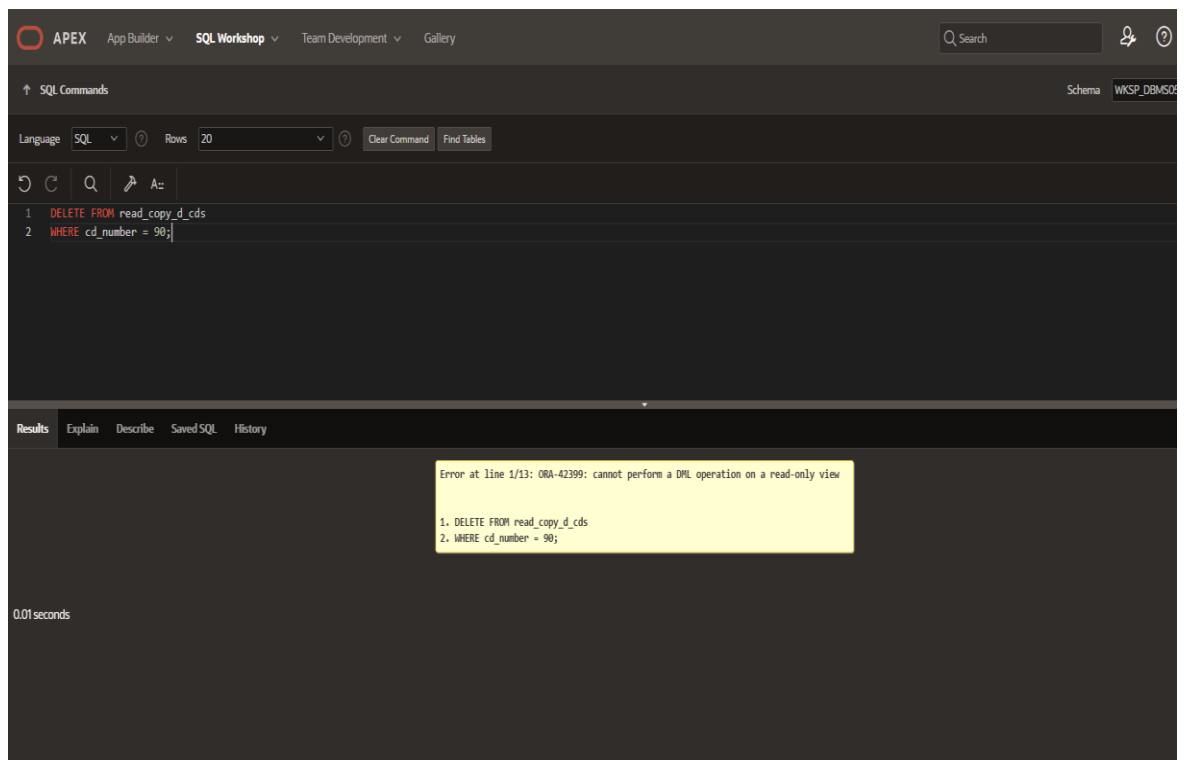 APEX App Builder SQL Workshop Team Development Gallery Search
SQL Commands Schema WKSP_DBMS05
Language SQL Rows 20 Clear Command Find Tables
A::
1 DELETE FROM read_copy_d_cds
2 WHERE cd_number = 90;
Results Explain Describe Saved SQL History
Error at line 1/13: ORA-42399: cannot perform a DML operation on a read-only view
1. DELETE FROM read_copy_d_cds
2. WHERE cd_number = 90;
0.01 seconds